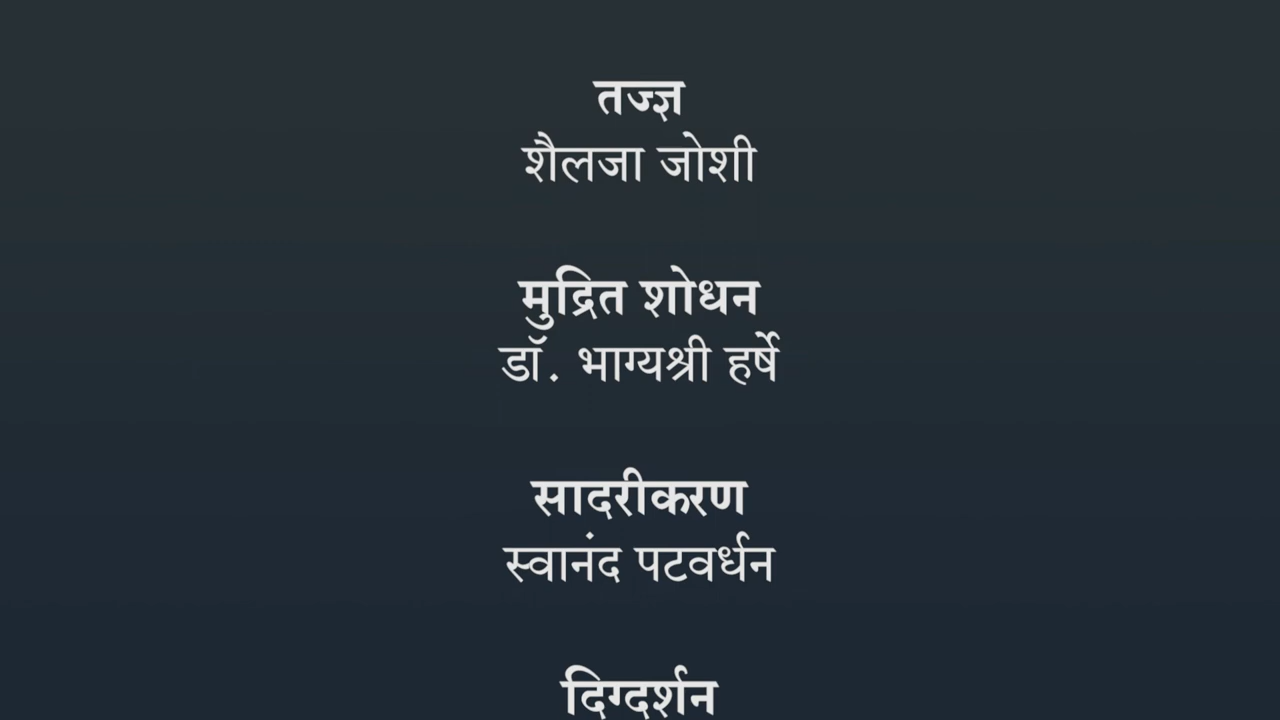 तज्ज्ञ
शैलजा जोशी
मुद्रित शोधन
डॉ. भाग्यश्री हर्षे
सादरीकरण
स्वानंद पटवर्धन
दिग्दर्शन